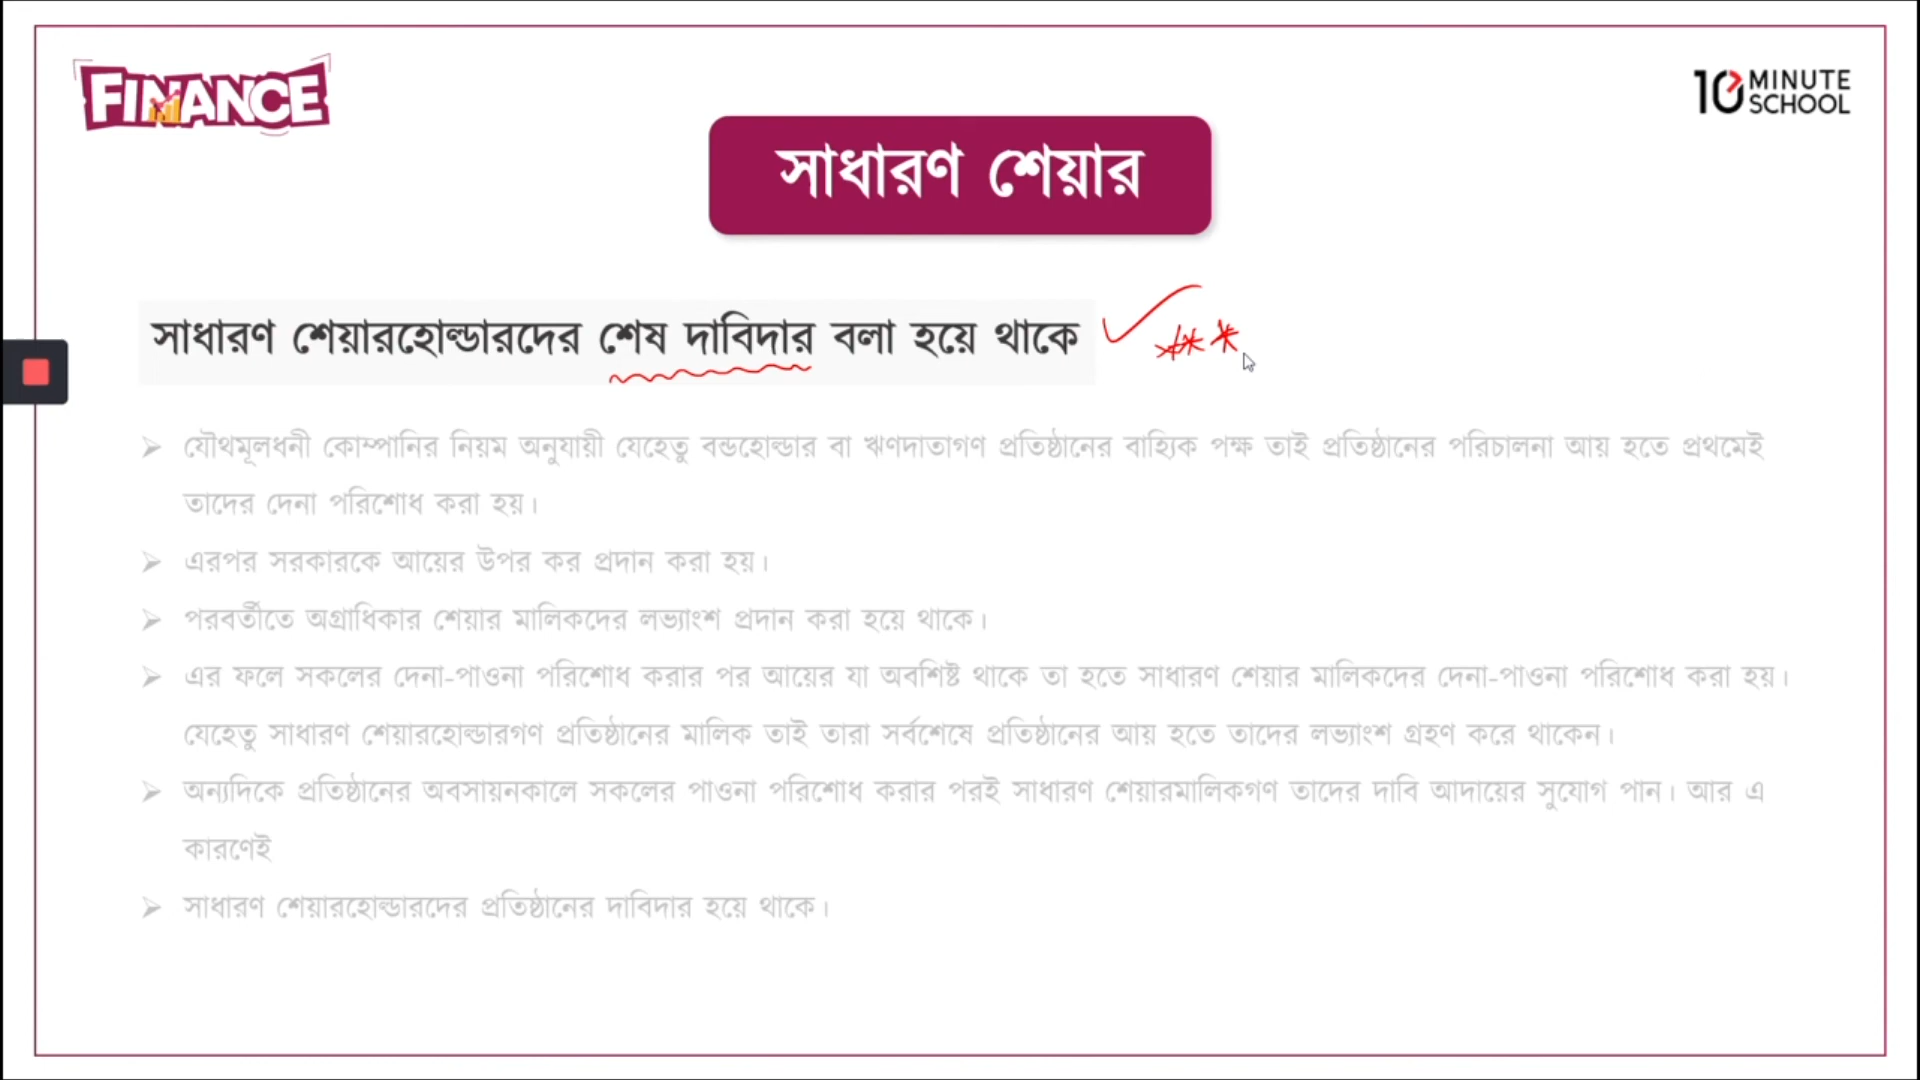 FINANCE
10 MINUTE SCHOOL
সাধারণ শেয়ার
সাধারণ শেয়ারহোল্ডারদের শেষ দাবিদার বলা হয়ে থাকে
➢ যৌথমূলধনী কোম্পানির নিয়ম অনুযায়ী যেহেতু বন্ডহোল্ডার বা ঋণদাতাগণ প্রতিষ্ঠানের বাহ্যিক পক্ষ তাই প্রতিষ্ঠানের পরিচালনা আয় হতে প্রথমেই
তাদের দেনা পরিশোধ করা হয়।
➢ এরপর সরকারকে আয়ের উপর কর প্রদান করা হয়।
➢ পরবর্তীতে অগ্রাধিকার শেয়ার মালিকদের লভ্যাংশ প্রদান করা হয়ে থাকে।
➢ এর ফলে সকলের দেনা-পাওনা পরিশোধ করার পর আয়ের যা অবশিষ্ট থাকে তা হতে সাধারণ শেয়ার মালিকদের দেনা-পাওনা পরিশোধ করা হয়।
যেহেতু সাধারণ শেয়ারহোল্ডারগণ প্রতিষ্ঠানের মালিক তাই তারা সর্বশেষে প্রতিষ্ঠানের আয় হতে তাদের লভ্যাংশ গ্রহণ করে থাকেন।
➢ অন্যদিকে প্রতিষ্ঠানের অবসায়নকালে সকলের পাওনা পরিশোধ করার পরই সাধারণ শেয়ারমালিকগণ তাদের দাবি আদায়ের সুযোগ পান। আর এ
কারণেই
➢ সাধারণ শেয়ারহোল্ডারদের প্রতিষ্ঠানের দাবিদার হয়ে থাকে।